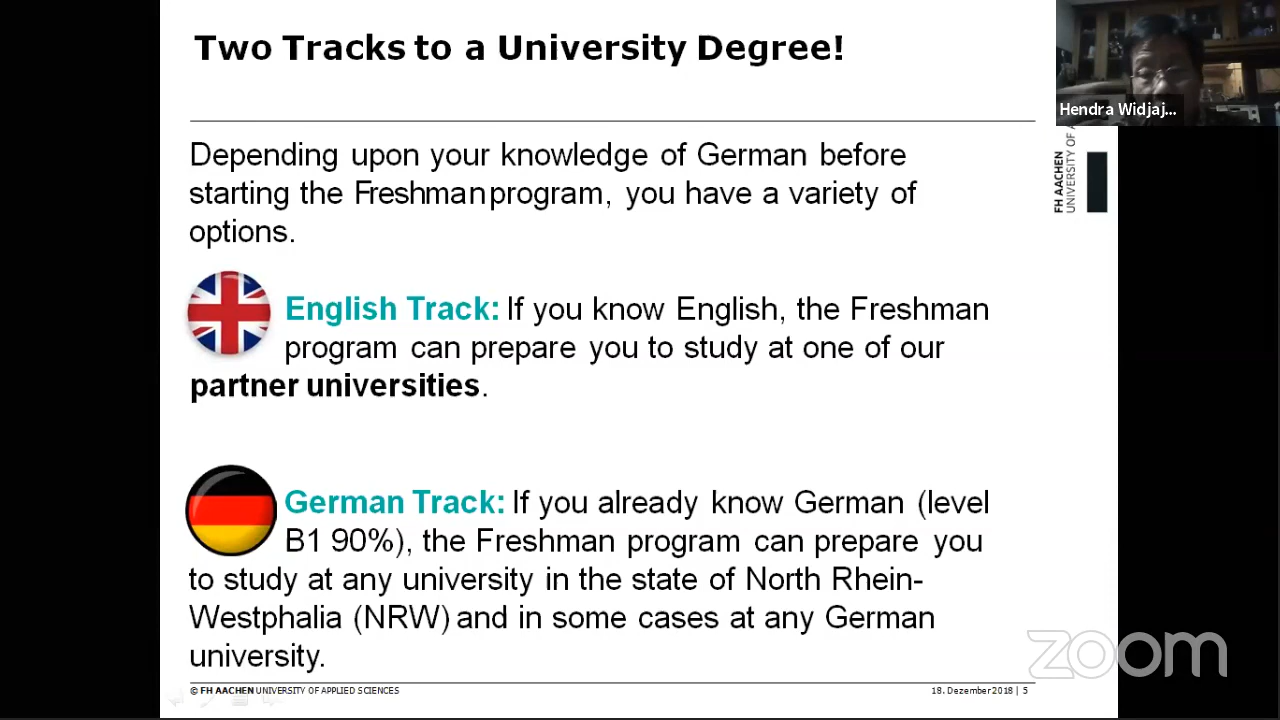 Two Tracks to a University Degree!
Hendra Widjaj...
FH AACHEN
UNIVERSITY OF A
Depending upon your knowledge of German before
starting the Freshman program, you have a variety of
options.
English Track: If you know English, the Freshman
program can prepare you to study at one of our
partner universities.
German Track: If you already know German (level
B1 90%), the Freshman program can prepare you
to study at any university in the state of North Rhein-
Westphalia (NRW) and in some cases at any German
university.
zoom
© FH AACHEN UNIVERSITY OF APPLIED SCIENCES
18. Dezember 2018 | 5